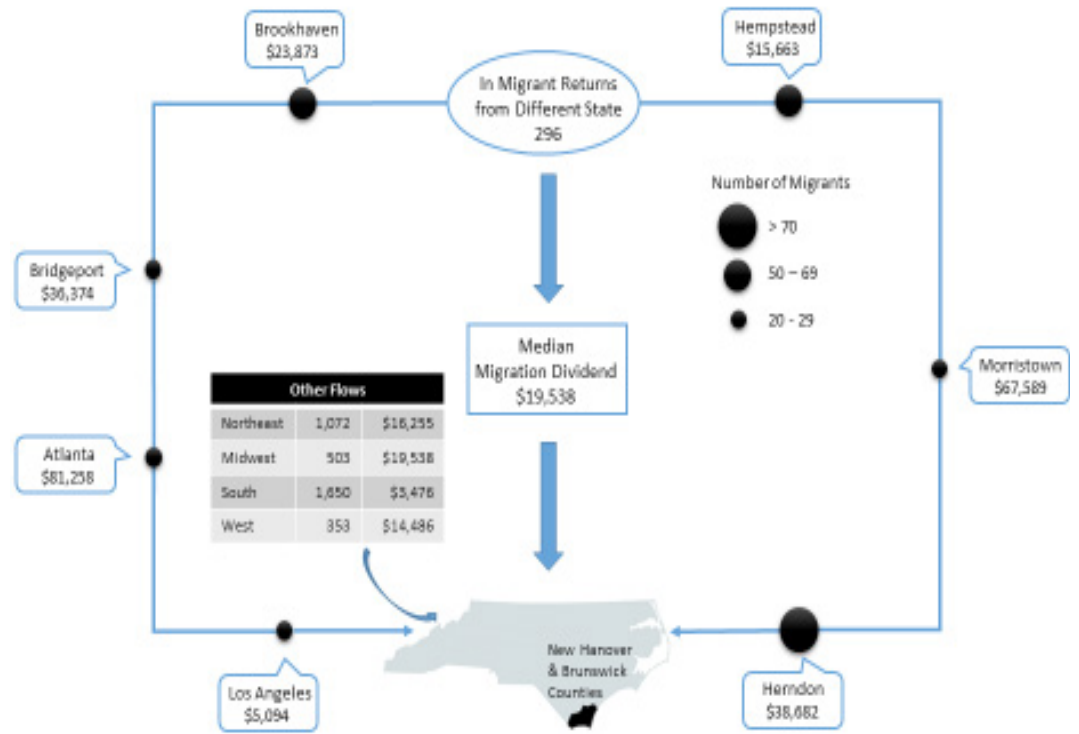 Brookhaven
$23,873
Hempstead
$15,663
In Migrant Returns
from Different State
296
Number of Migrants
> 70
50 – 69
20 - 29
Bridgeport
$36,374
Median
Migration Dividend
$19,538
Morristown
$67,589
Other Flows
Northeast 1,072 $16,255
Midwest 503 $19,538
South 1,650 $3,476
West 353 $14,486
Atlanta
$81,258
New Hanover
& Brunswick
Counties
Los Angeles
$5,094
Herndon
$38,682